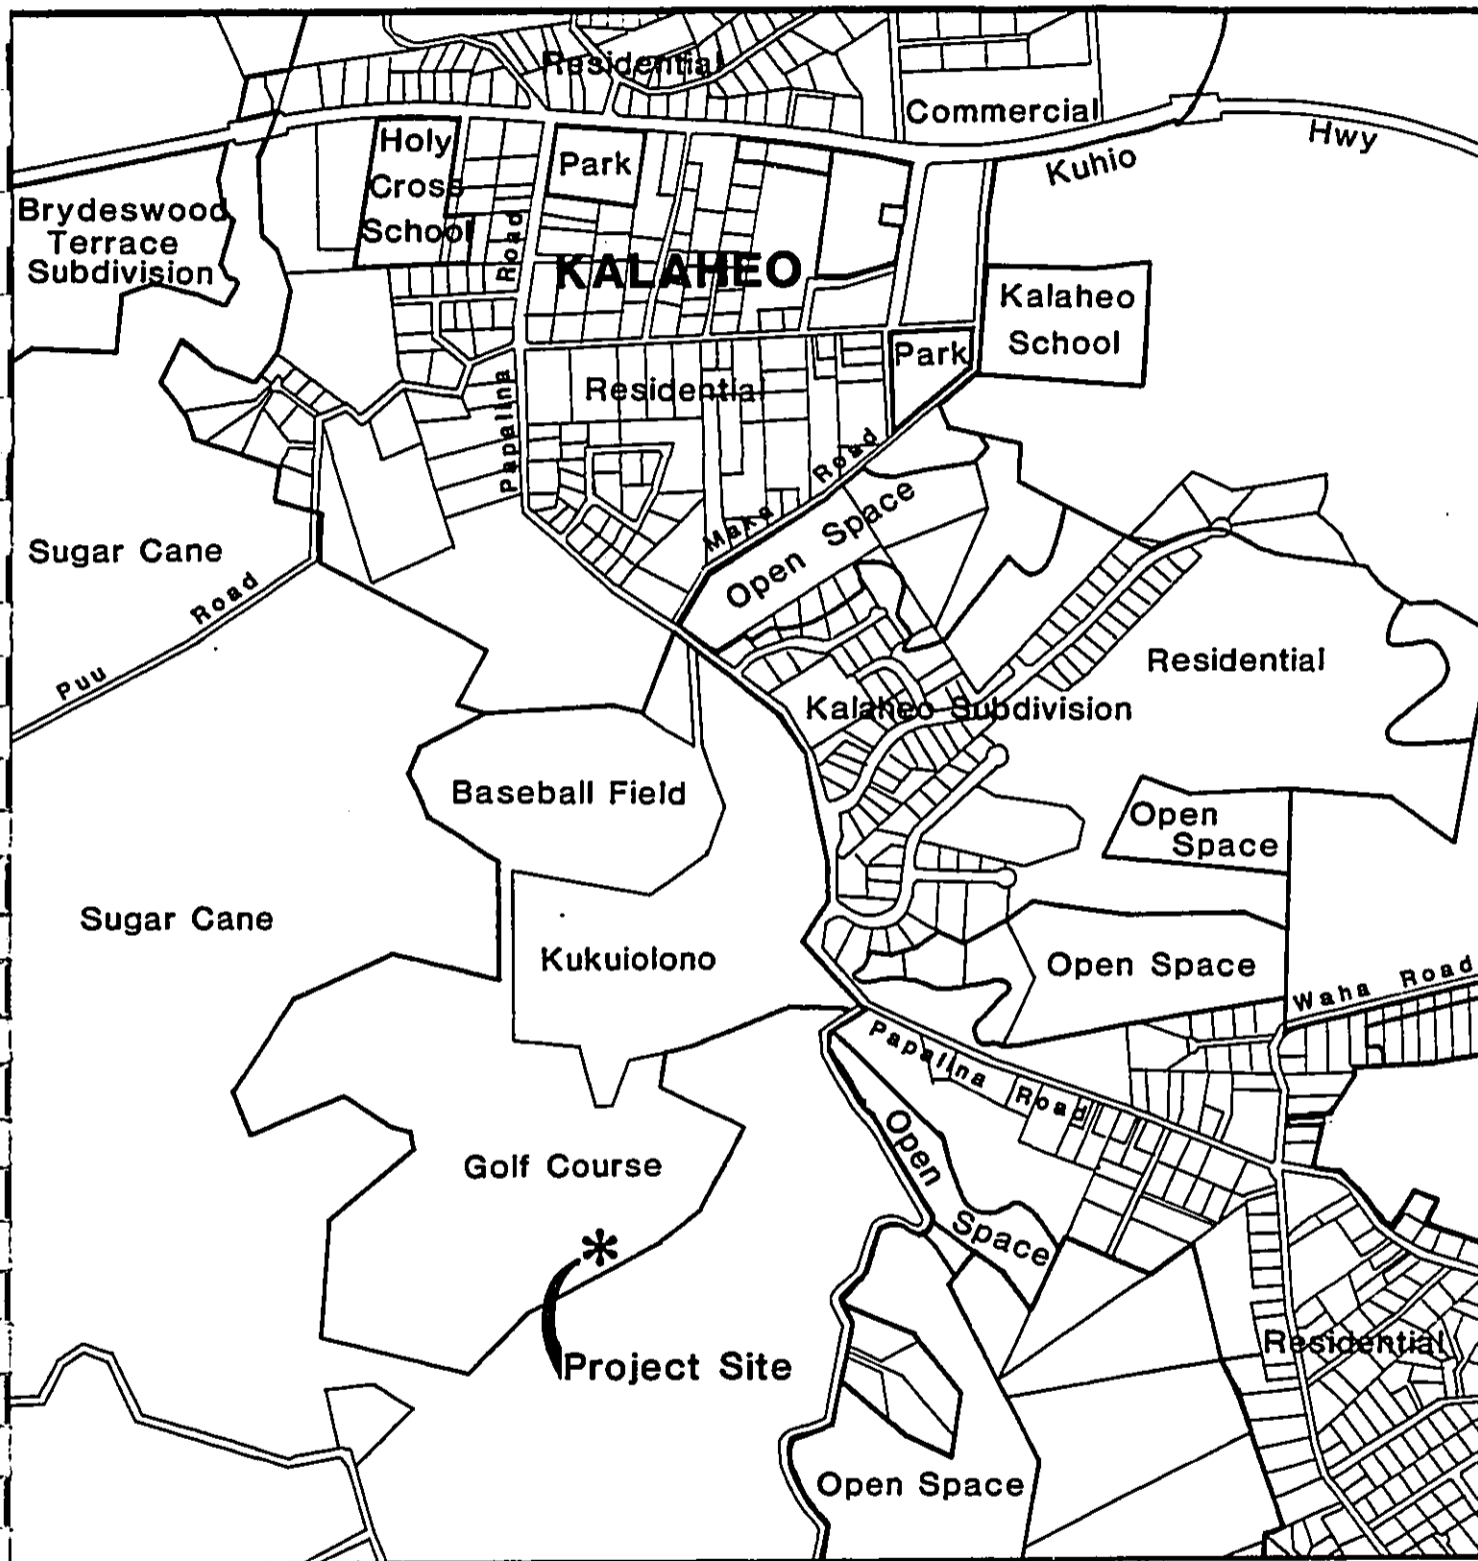 Residential
Commercial
Kuhio Hwy
Holy
Cross
School
Park
Brydeswood
Terrace
Subdivision
Road
KALAHEO
Kalaheo
School
Park
Residential
Papalina
Maka Road
Open Space
Sugar Cane
Puu Road
Residential
Kalaheo Subdivision
Baseball Field
Open
Space
Sugar Cane
Kukuiolono
Open Space
Waha Road
Papalina Road
Open
Space
Golf Course
*
Project Site
Residential
Open Space